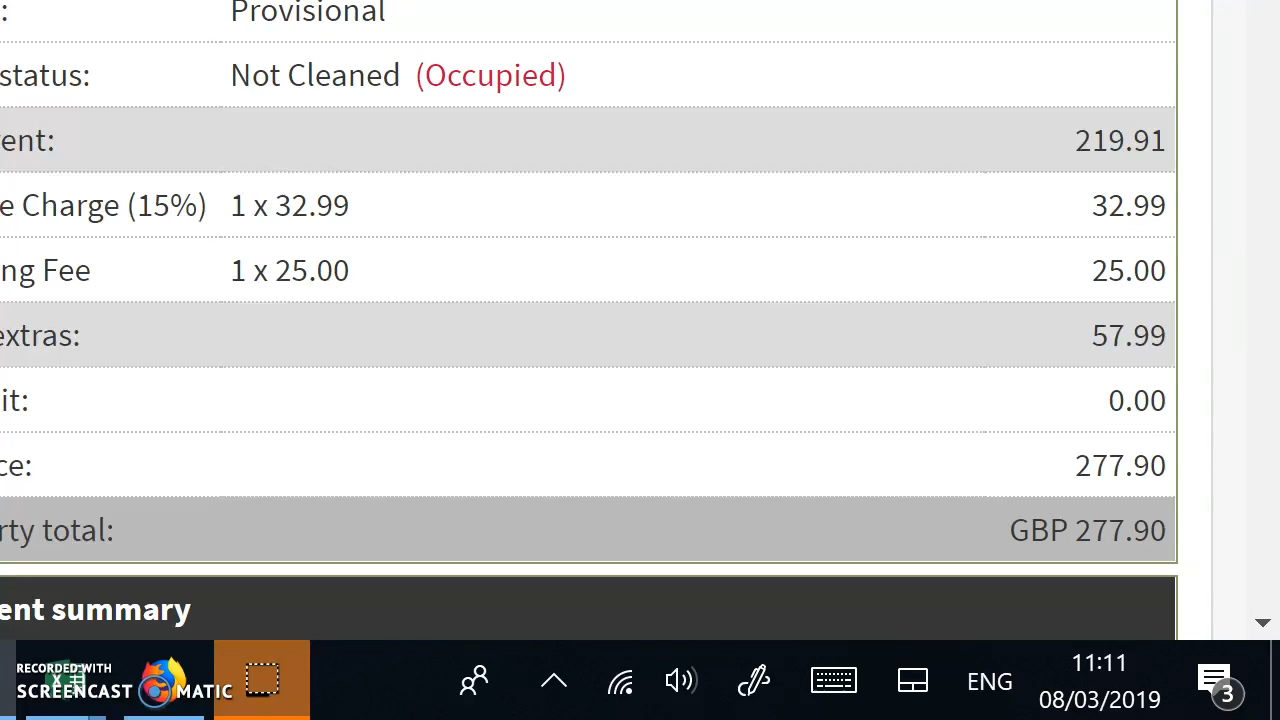 : Provisional
status: Not Cleaned (Occupied)
ent: 219.91
e Charge (15%) 1 x 32.99 32.99
ng Fee 1 x 25.00 25.00
extras: 57.99
it: 0.00
ce: 277.90
rty total: GBP 277.90
ent summary
RECORDED WITH
SCREENCAST MATIC
ENG
11:11
08/03/2019
3